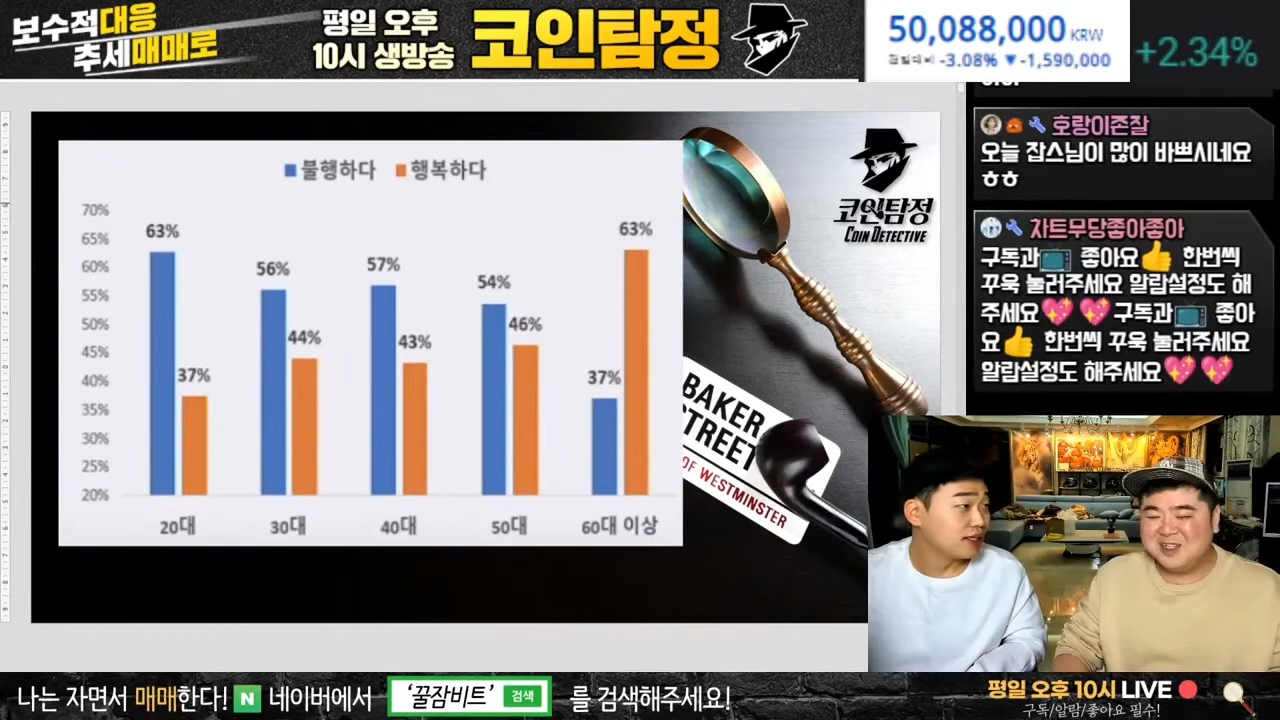 보수적대응
추세매매로
평일 오후
10시 생방송
코인탐정
50,088,000 KRW
전일대비 -3.08% ▼-1,590,000
+2.34%
호랑이존잘
오늘 잡스님이 많이 바쁘시네요
ㅎㅎ
차트무당좋아좋아
구독과📺 좋아요👍 한번씩
꾸욱 눌러주세요 알람설정도 해
주세요💖💖구독과📺 좋아
요👍 한번씩 꾸욱 눌러주세요
알람설정도 해주세요💖💖
불행하다 행복하다
70%
65%
60%
55%
50%
45%
40%
35%
30%
25%
20%
63% 37%
56% 44%
57% 43%
54% 46%
37% 63%
20대 30대 40대 50대 60대 이상
코인탐정
COIN DETECTIVE
BAKER
STREET
OF WESTMINSTER
나는 자면서 매매한다! N 네이버에서 '꿀잠비트' 검색 를 검색해주세요!
평일 오후 10시 LIVE
구독/알람/좋아요 필수!